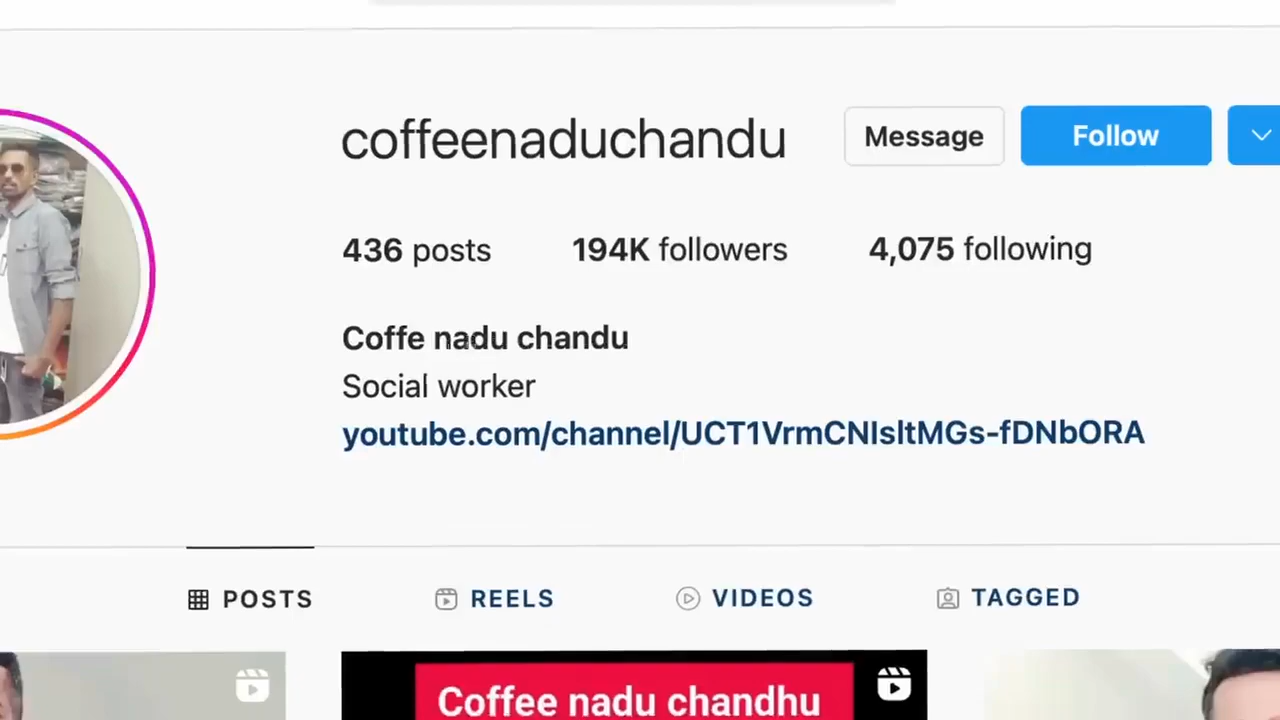 coffeenaduchandu
Message
Follow
436 posts
194K followers
4,075 following
Coffe nadu chandu
Social worker
youtube.com/channel/UCT1VrmCNIsltMGs-fDNbORA
POSTS
REELS
VIDEOS
TAGGED
Coffee nadu chandhu